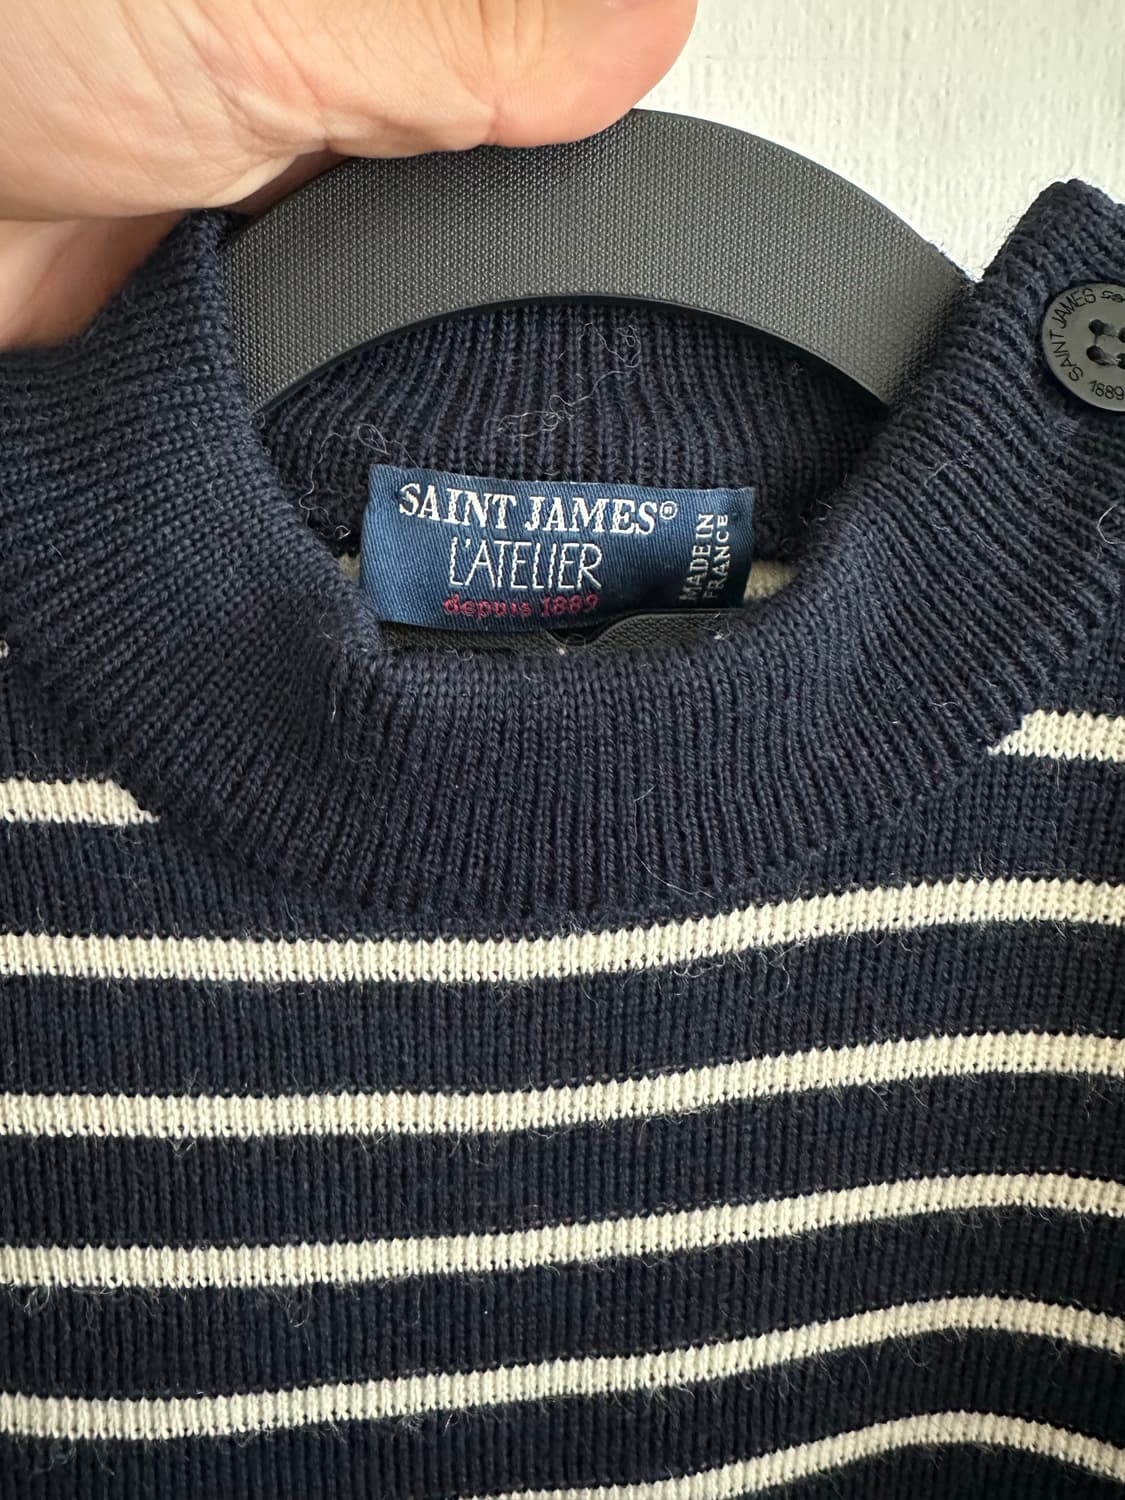 SAINT JAMES®
L'ATELIER
depuis 1889
MADE IN
FRANCE
SAINT JAMES
1889